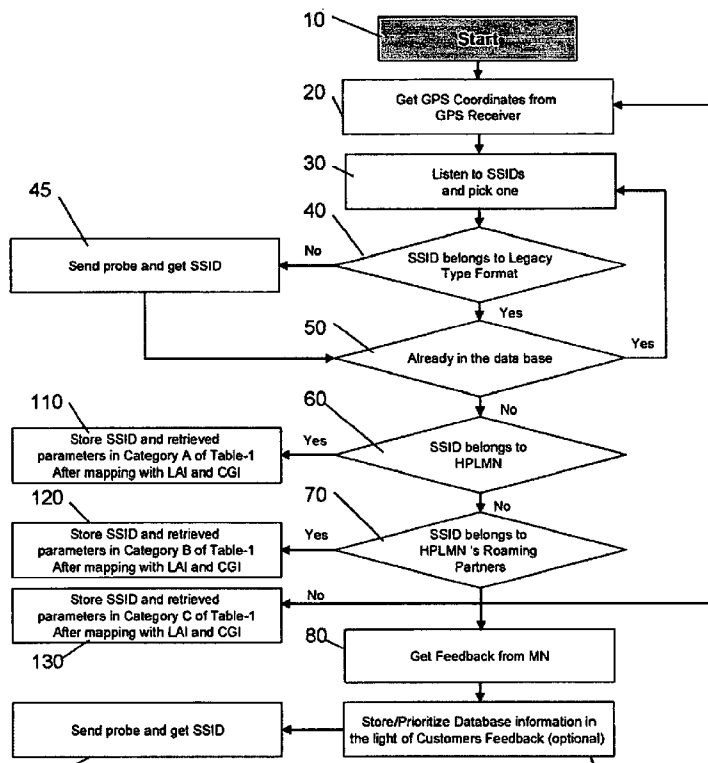 10
Start
20
Get GPS Coordinates from
GPS Receiver
30
Listen to SSIDs
and pick one
45
40
Send probe and get SSID
No
SSID belongs to Legacy
Type Format
Yes
50
Already in the data base
Yes
No
110
60
Store SSID and retrieved
parameters in Category A of Table-1
After mapping with LAI and CGI
Yes
SSID belongs to
HPLMN
No
120
70
Store SSID and retrieved
parameters in Category B of Table-1
After mapping with LAI and CGI
Yes
SSID belongs to
HPLMN 's Roaming
Partners
Store SSID and retrieved
parameters in Category C of Table-1
After mapping with LAI and CGI
No
130
80
Get Feedback from MN
Send probe and get SSID
Store/Prioritize Database information in
the light of Customers Feedback (optional)